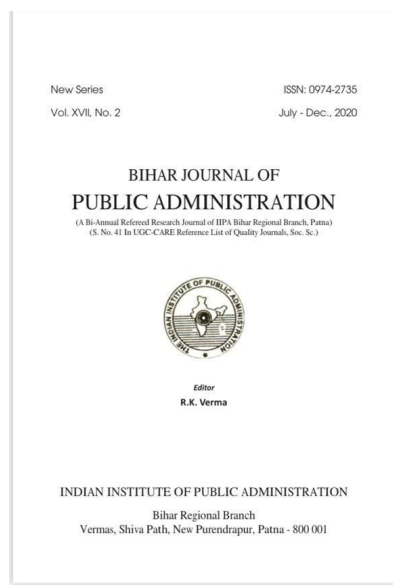 New Series ISSN: 0974-2735
Vol. XVII, No. 2 July - Dec., 2020
BIHAR JOURNAL OF
PUBLIC ADMINISTRATION
(A Bi-Annual Refereed Research Journal of IIPA Bihar Regional Branch, Patna)
(S. No. 41 In UGC-CARE Reference List of Quality Journals, Soc. Sc.)
THE INDIAN INSTITUTE OF PUBLIC ADMINISTRATION
Editor
R.K. Verma
INDIAN INSTITUTE OF PUBLIC ADMINISTRATION
Bihar Regional Branch
Vermas, Shiva Path, New Purendrapur, Patna - 800 001